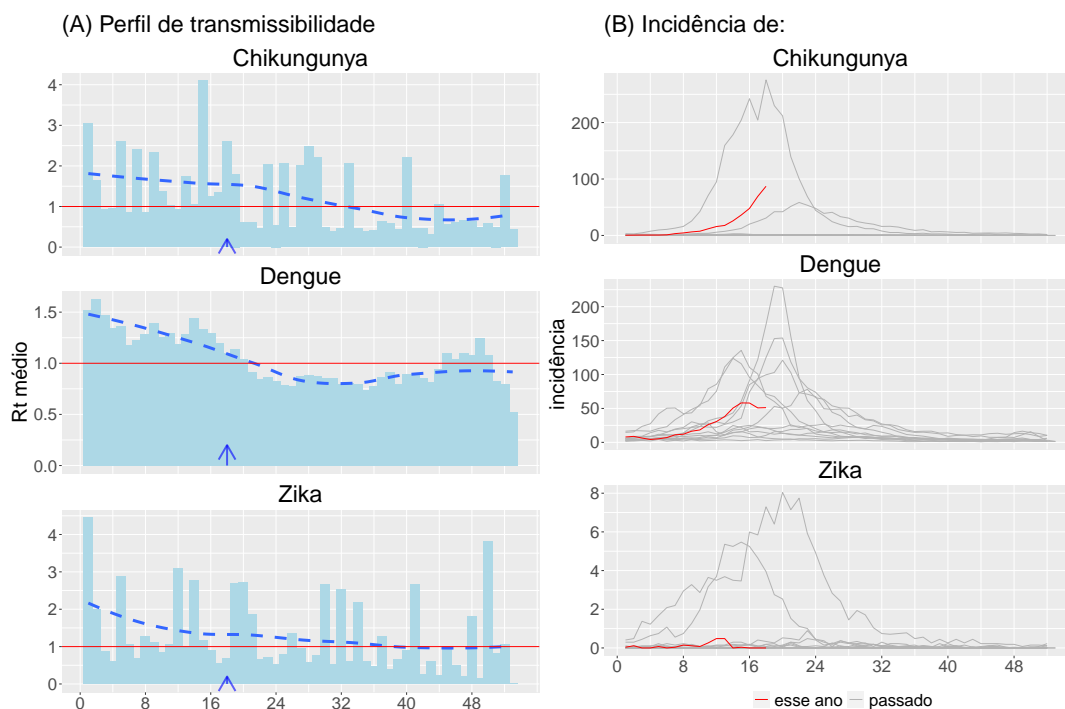 (A) Perfil de transmissibilidade
Chikungunya
4
3
2
1
0
Dengue
1.5
1.0
0.5
0.0
Rt médio
Zika
4
3
2
1
0
0 8 16 24 32 40 48
(B) Incidência de:
Chikungunya
200
100
0
Dengue
200
150
100
50
0
incidência
Zika
8
6
4
2
0
0 8 16 24 32 40 48
esse ano passado